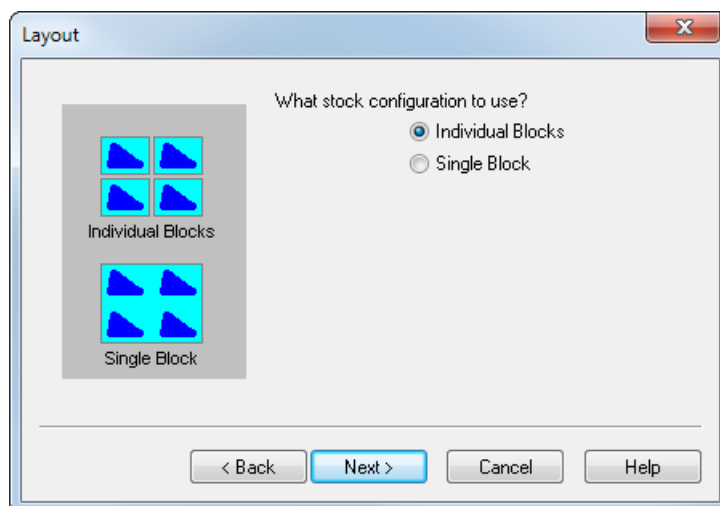 Layout
What stock configuration to use?
Individual Blocks
Single Block
Individual Blocks
Single Block
< Back
Next >
Cancel
Help